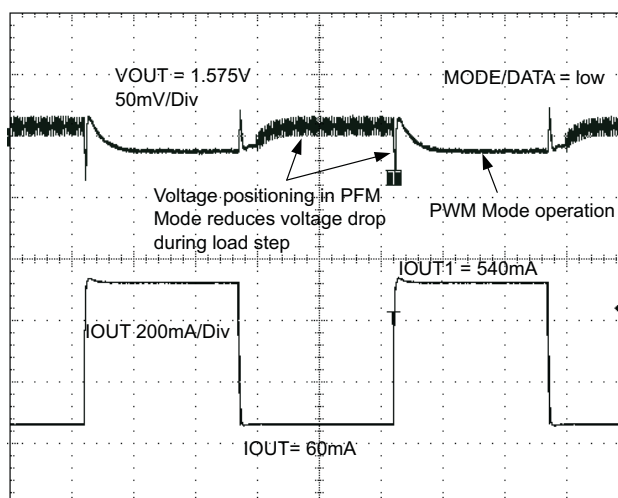 VOUT = 1.575V
50mV/Div
MODE/DATA = low
Voltage positioning in PFM
Mode reduces voltage drop
during load step
PWM Mode operation
IOUT1 = 540mA
IOUT 200mA/Div
IOUT= 60mA